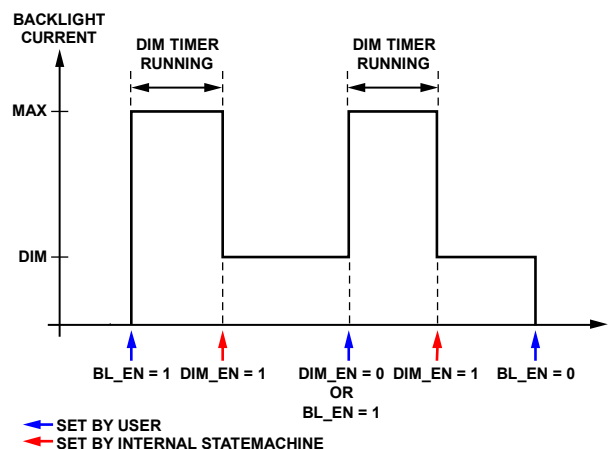 BACKLIGHT
CURRENT
DIM TIMER
RUNNING
DIM TIMER
RUNNING
MAX
DIM
BL_EN = 1
DIM_EN = 1
DIM_EN = 0
OR
BL_EN = 1
DIM_EN = 1
BL_EN = 0
SET BY USER
SET BY INTERNAL STATEMACHINE